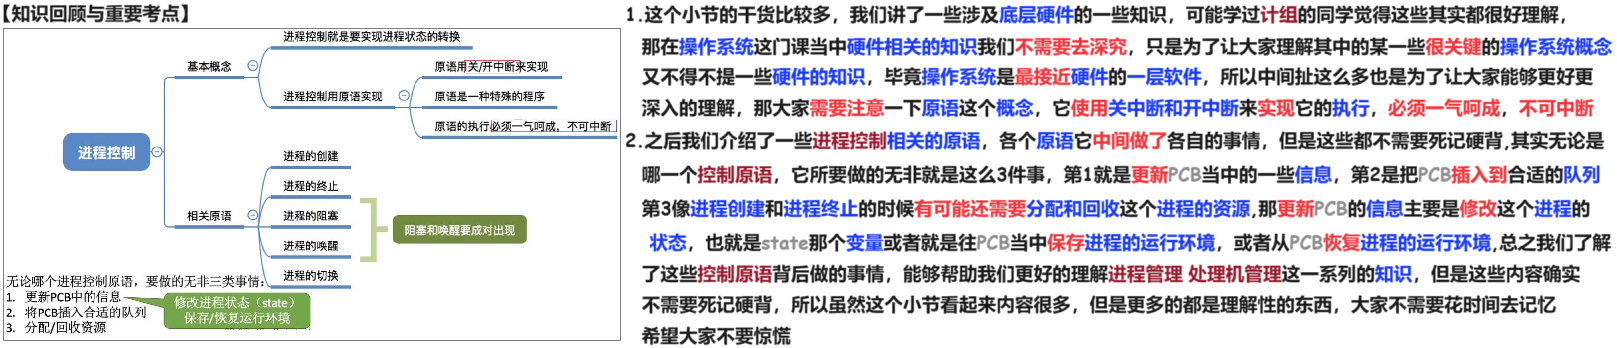 【知识回顾与重要考点】
进程控制就是要实现进程状态的转换
基本概念
原语用关/开中断来实现
进程控制用原语实现
原语是一种特殊的程序
原语的执行必须一气呵成，不可中断
进程控制
进程的创建
进程的终止
相关原语
进程的阻塞
阻塞和唤醒要成对出现
进程的唤醒
进程的切换
无论哪个进程控制原语，要做的无非三类事情：
1. 更新PCB中的信息
2. 将PCB插入合适的队列
3. 分配/回收资源
修改进程状态（state）
保存/恢复运行环境
1.这个小节的干货比较多，我们讲了一些涉及底层硬件的一些知识，可能学过计组的同学觉得这些其实都很好理解，
那在操作系统这门课当中硬件相关的知识我们不需要去深究，只是为了让大家理解其中的某一些很关键的操作系统概念
又不得不提一些硬件的知识，毕竟操作系统是最接近硬件的一层软件，所以中间扯这么多也是为了让大家能够更好更
深入的理解，那大家需要注意一下原语这个概念，它使用关中断和开中断来实现它的执行，必须一气呵成，不可中断
2.之后我们介绍了一些进程控制相关的原语，各个原语它中间做了各自的事情，但是这些都不需要死记硬背,其实无论是
哪一个控制原语，它所要做的无非就是这么3件事，第1就是更新PCB当中的一些信息，第2是把PCB插入到合适的队列
第3像进程创建和进程终止的时候有可能还需要分配和回收这个进程的资源,那更新PCB的信息主要是修改这个进程的
状态，也就是state那个变量或者就是往PCB当中保存进程的运行环境，或者从PCB恢复进程的运行环境,总之我们了解
了这些控制原语背后做的事情，能够帮助我们更好的理解进程管理 处理机管理这一系列的知识，但是这些内容确实
不需要死记硬背，所以虽然这个小节看起来内容很多，但是更多的都是理解性的东西，大家不需要花时间去记忆
希望大家不要惊慌